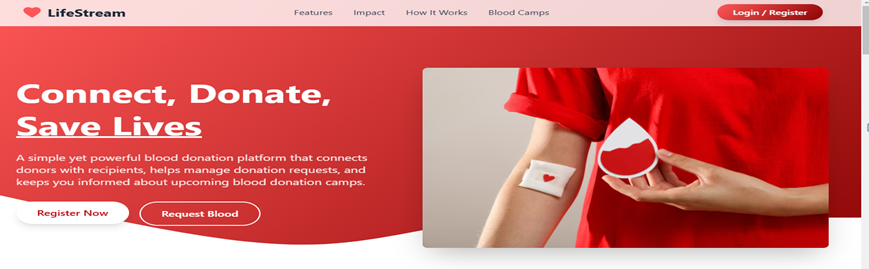 LifeStream
Features
Impact
How It Works
Blood Camps
Login / Register
Connect, Donate,
Save Lives
A simple yet powerful blood donation platform that connects
donors with recipients, helps manage donation requests, and
keeps you informed about upcoming blood donation camps.
Register Now
Request Blood